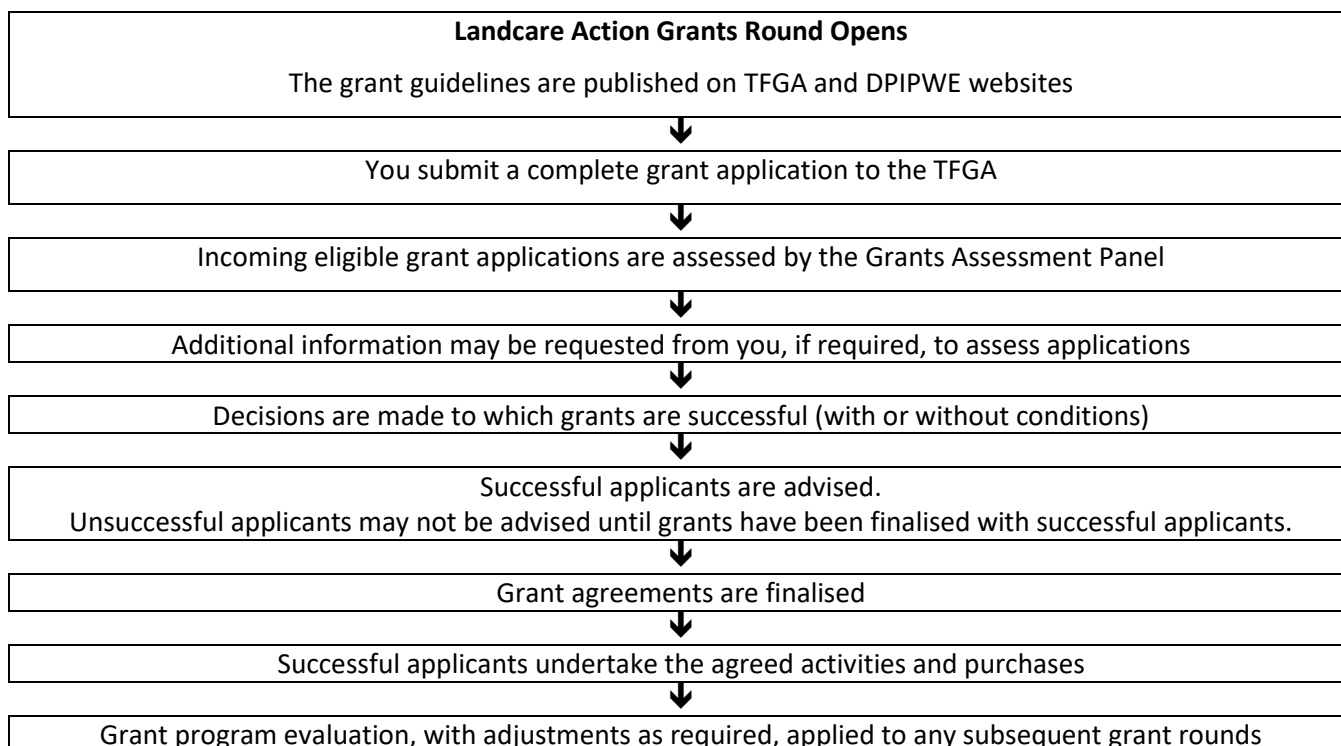 Landcare Action Grants Round Opens
The grant guidelines are published on TFGA and DPIPWE websites
You submit a complete grant application to the TFGA
Incoming eligible grant applications are assessed by the Grants Assessment Panel
Additional information may be requested from you, if required, to assess applications
Decisions are made to which grants are successful (with or without conditions)
Successful applicants are advised.
Unsuccessful applicants may not be advised until grants have been finalised with successful applicants.
Grant agreements are finalised
Successful applicants undertake the agreed activities and purchases
Grant program evaluation, with adjustments as required, applied to any subsequent grant rounds